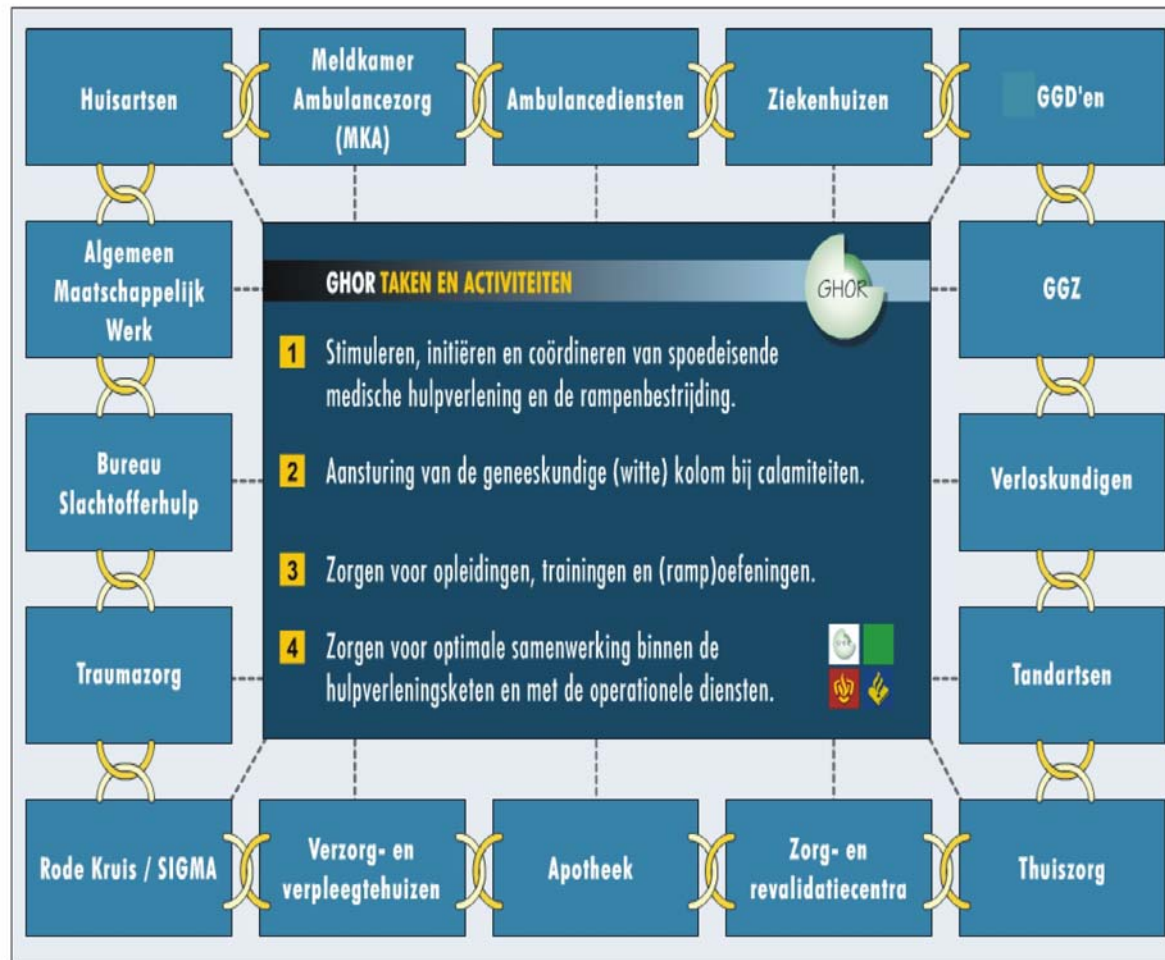 Huisartsen
Meldkamer
Ambulancezorg
(MKA)
Ambulancediensten
Ziekenhuizen
GGD'en
Algemeen
Maatschappelijk
Werk
GHOR TAKEN EN ACTIVITEITEN
GHOR
GGZ
1 Stimuleren, initiëren en coördineren van spoedeisende
medische hulpverlening en de rampenbestrijding.
Bureau
Slachtofferhulp
2 Aansturing van de geneeskundige (witte) kolom bij calamiteiten.
Verloskundigen
3 Zorgen voor opleidingen, trainingen en (ramp)oefeningen.
Traumazorg
4 Zorgen voor optimale samenwerking binnen de
hulpverleningsketen en met de operationele diensten.
Tandartsen
Rode Kruis / SIGMA
Verzorg- en
verpleegtehuizen
Apotheek
Zorg- en
revalidatiecentra
Thuiszorg